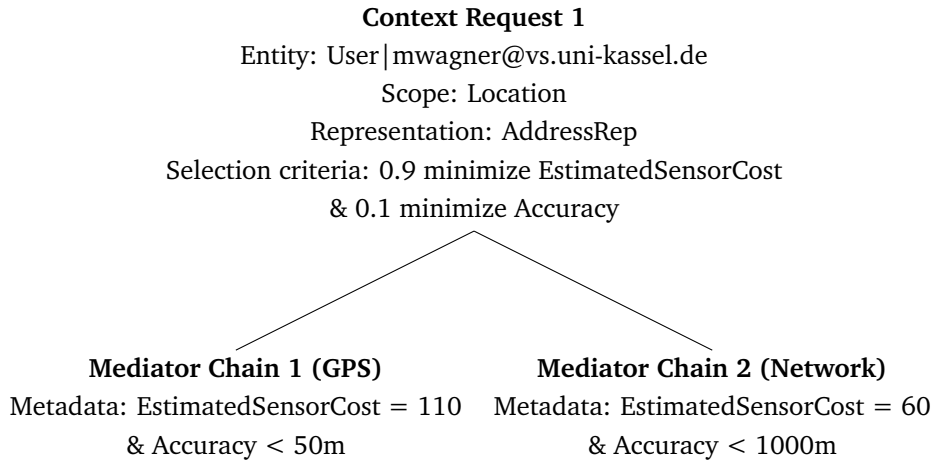 Context Request 1
Entity: User|mwagner@vs.uni-kassel.de
Scope: Location
Representation: AddressRep
Selection criteria: 0.9 minimize EstimatedSensorCost
& 0.1 minimize Accuracy
Mediator Chain 1 (GPS)
Metadata: EstimatedSensorCost = 110
& Accuracy < 50m
Mediator Chain 2 (Network)
Metadata: EstimatedSensorCost = 60
& Accuracy < 1000m